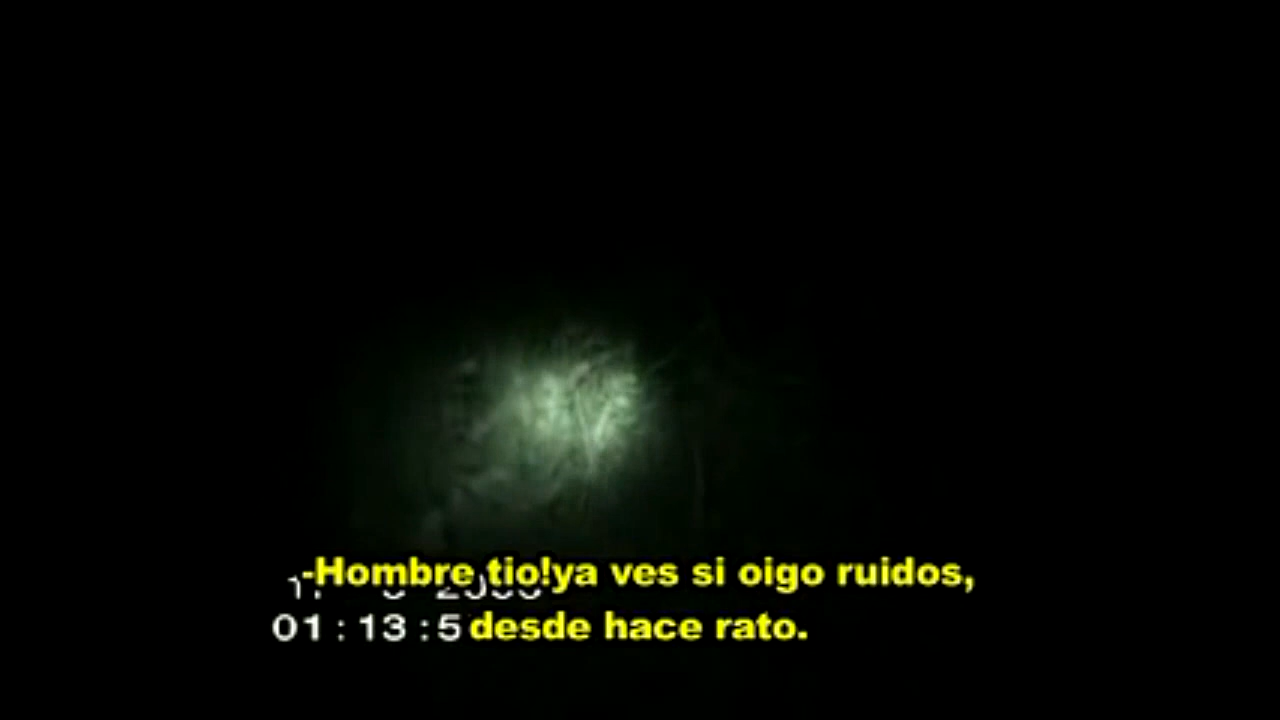 -Hombre tio!ya ves si oigo ruidos,
01:13:5 desde hace rato.